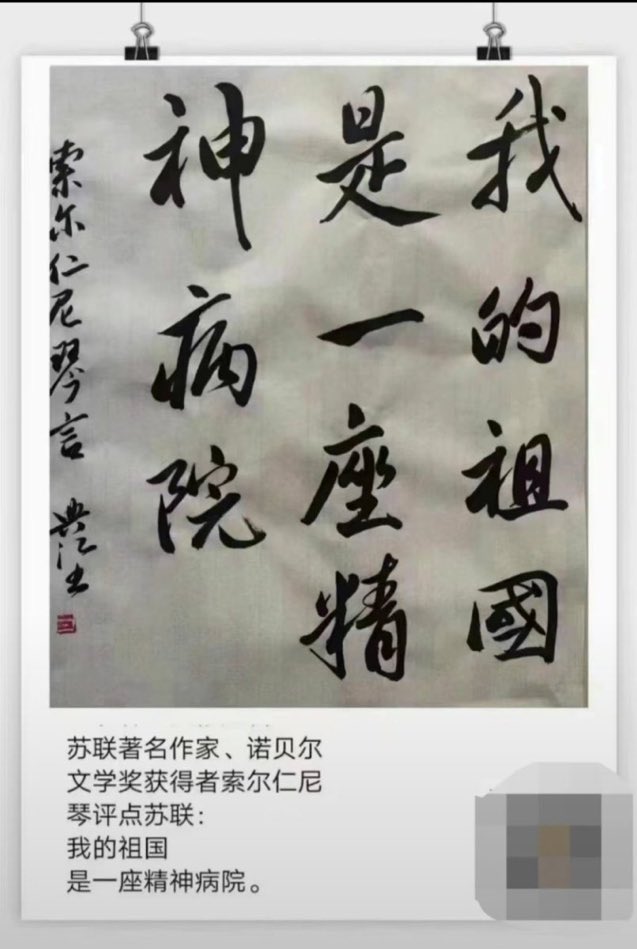 我的祖國
是一座精
神病院
索尔仁尼琴言
苏联著名作家、诺贝尔
文学奖获得者索尔仁尼
琴评点苏联：
我的祖国
是一座精神病院。